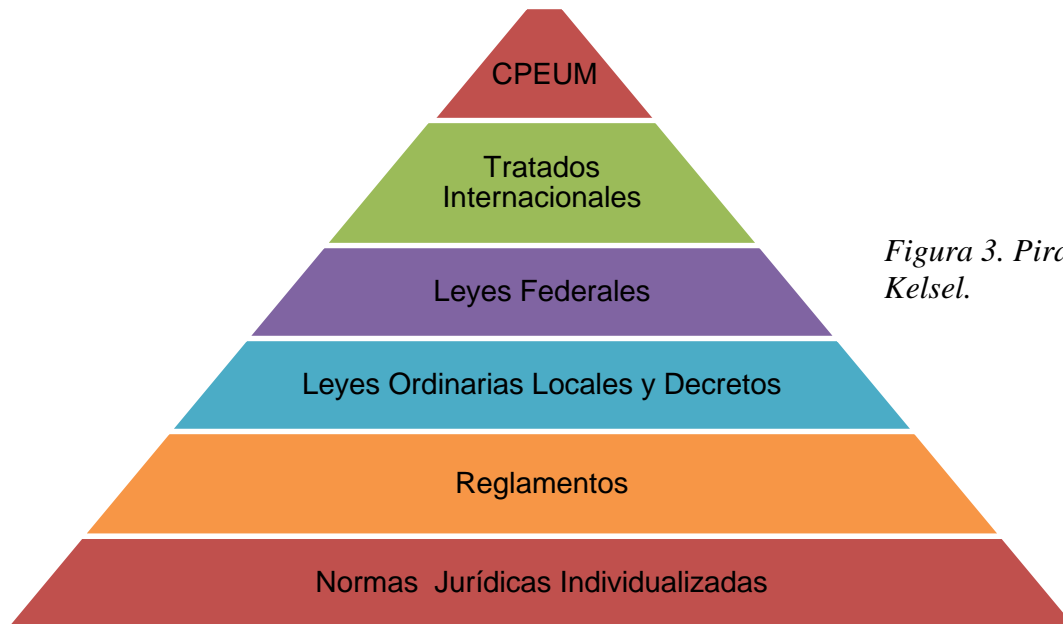 CPEUM
Tratados
Internacionales
Leyes Federales
Figura 3.
Kelsel.
Leyes Ordinarias Locales y Decretos
Reglamentos
Normas Jurídicas Individualizadas